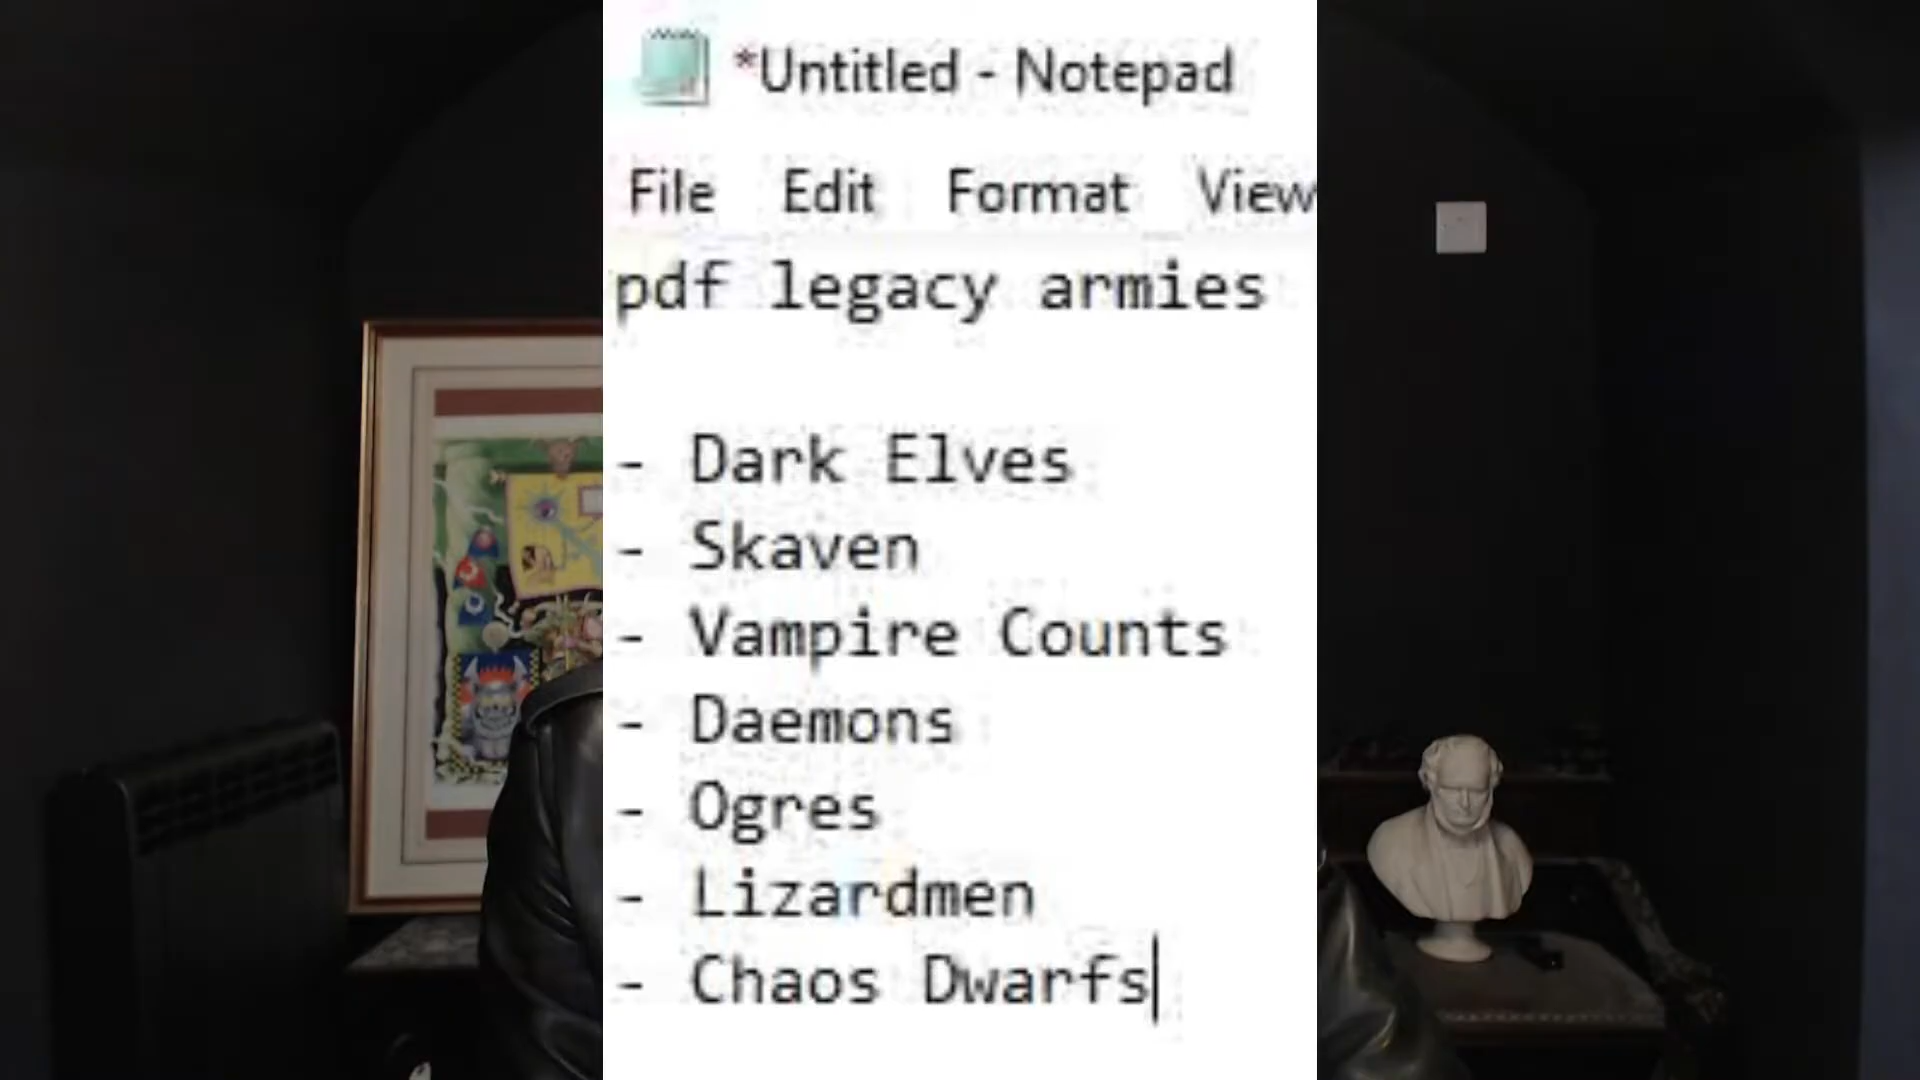 *Untitled - Notepad
File Edit Format View
pdf legacy armies
- Dark Elves
- Skaven
- Vampire Counts
- Daemons
- Ogres
- Lizardmen
- Chaos Dwarfs